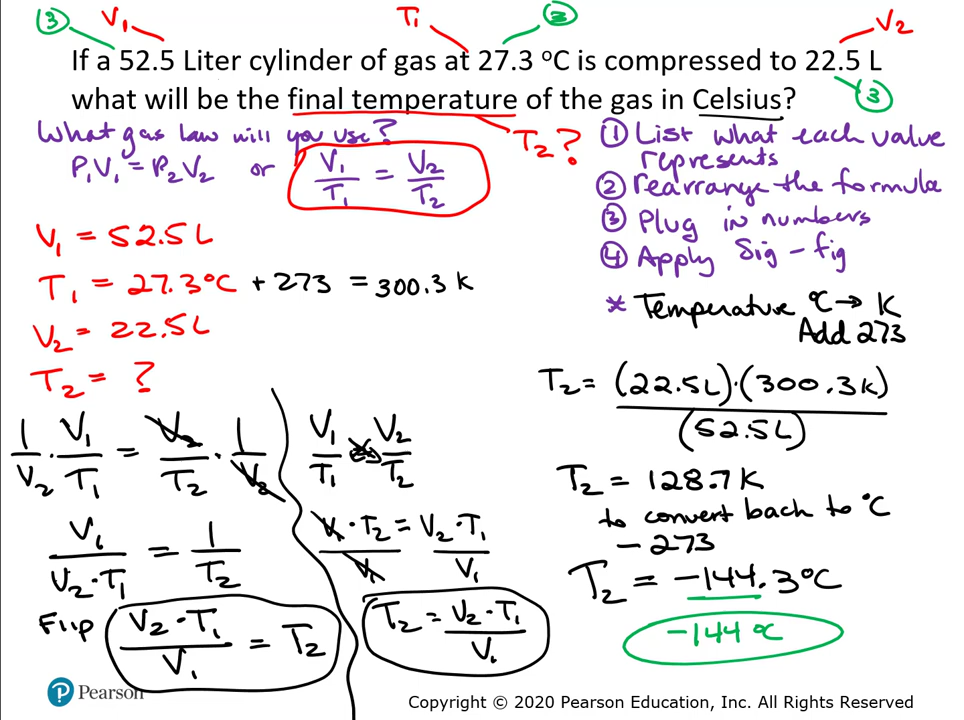 ③ V₁ T₁ ③ V₂
If a 52.5 Liter cylinder of gas at 27.3 °C is compressed to 22.5 L
what will be the final temperature of the gas in Celsius? ③
What gas law will you use? T₂?
P₁V₁ = P₂V₂ or V₁/T₁ = V₂/T₂
① List what each value
represents
② rearrange the formula
③ Plug in numbers
④ Apply Sig-fig
* Temperature °C → K
Add 273
V₁ = 52.5L
T₁ = 27.3°C + 273 = 300.3 K
V₂ = 22.5L
T₂ = ?
1/V₂ · V₁/T₁ = V₂/T₂ · 1/V₂
V₁/(V₂·T₁) = 1/T₂
Flip V₂·T₁/V₁ = T₂
V₁/T₁ = V₂/T₂
V₁·T₂/V₁ = V₂·T₁/V₁
T₂ = V₂·T₁/V₁
T₂ = (22.5L)·(300.3K)/(52.5L)
T₂ = 128.7K
to convert back to °C
- 273
T₂ = -144.3°C
-144°C
Pearson
Copyright © 2020 Pearson Education, Inc. All Rights Reserved